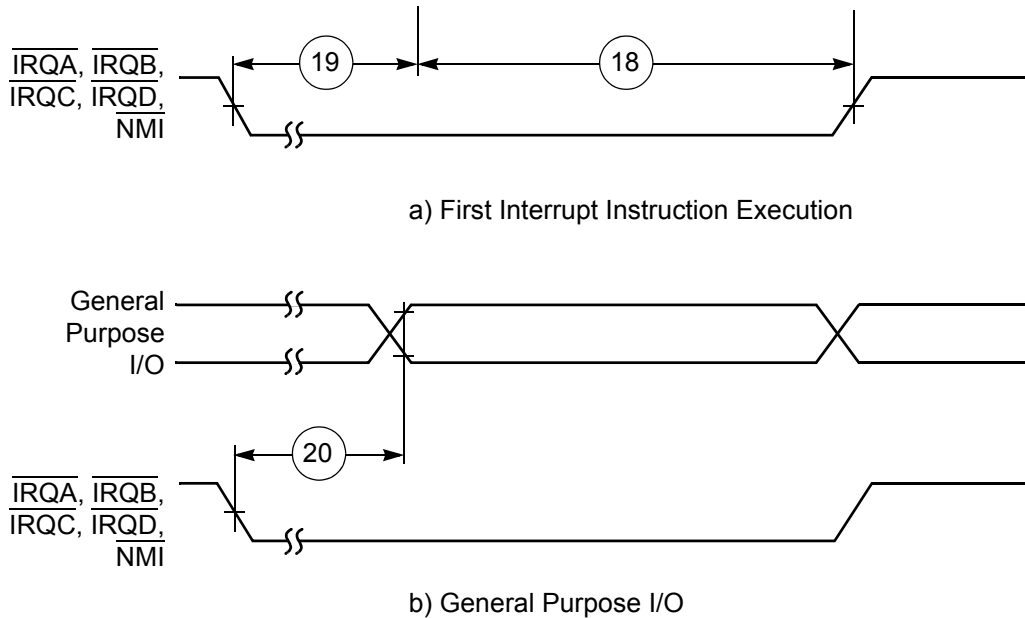 19
18
IRQA, IRQB,
IRQC, IRQD,
NMI
a) First Interrupt Instruction Execution
General
Purpose
I/O
20
IRQA, IRQB,
IRQC, IRQD,
NMI
b) General Purpose I/O